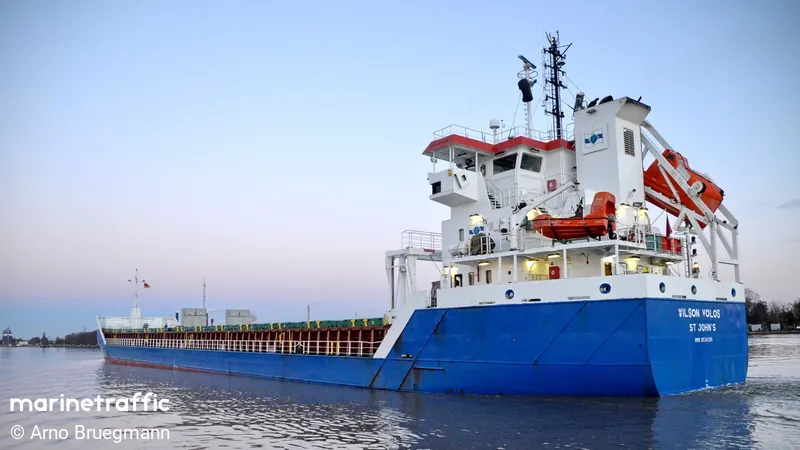 WILSON VOLOS
ST JOHN'S
marinetraffic
© Arno Bruegmann